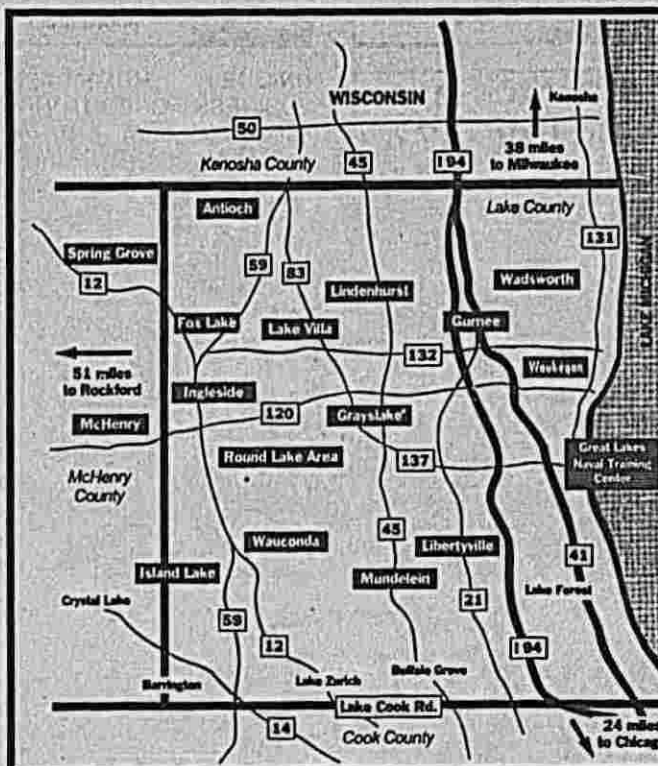 WISCONSIN
Kenosha
50
Kenosha County
45
I 94
38 miles
to Milwaukee
Antioch
Lake County
131
Spring Grove
59
83
Wadsworth
12
Lindenhurst
LAKE MICHIGAN
Fox Lake
Lake Villa
Gurnee
132
51 miles
to Rockford
Waukegan
Ingleside
McHenry
120
Grayslake
Great Lakes
Naval Training
Center
McHenry
County
Round Lake Area
137
45
Wauconda
Libertyville
41
Island Lake
Mundelein
Crystal Lake
21
Lake Forest
59
12
I 94
Buffalo Grove
Barrington
Lake Zurich
Lake Cook Rd.
14
Cook County
24 miles
to Chicag